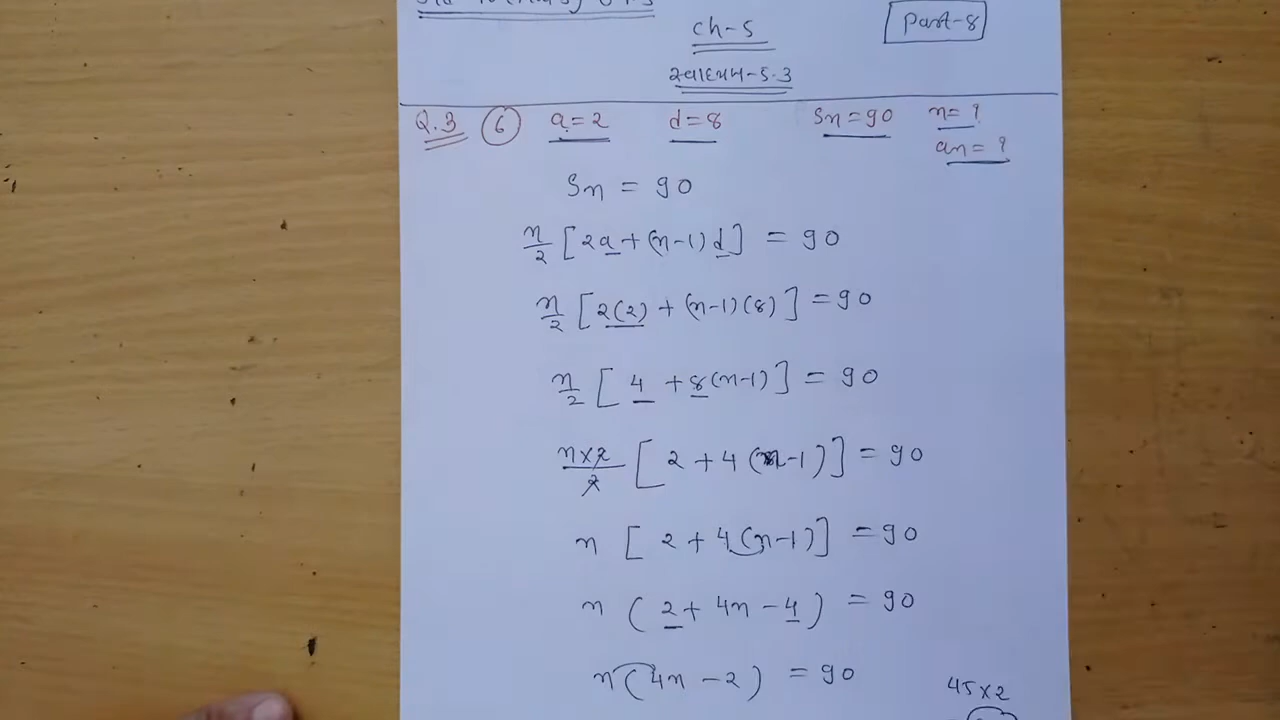 ch-5
Part-8
સ્વાધ્યાય-5.3
Q.3 ⑥ a=2 d=8 Sn=90 n=?
an=?
Sn = 90
n/2 [2a+(n-1)d] = 90
n/2 [2(2)+(n-1)(8)] =90
n/2 [4+8(n-1)] = 90
n×2/2 [2+4(n-1)] =90
n [2+4(n-1)] =90
n (2+4n-4) =90
n(4n-2) =90
45×2